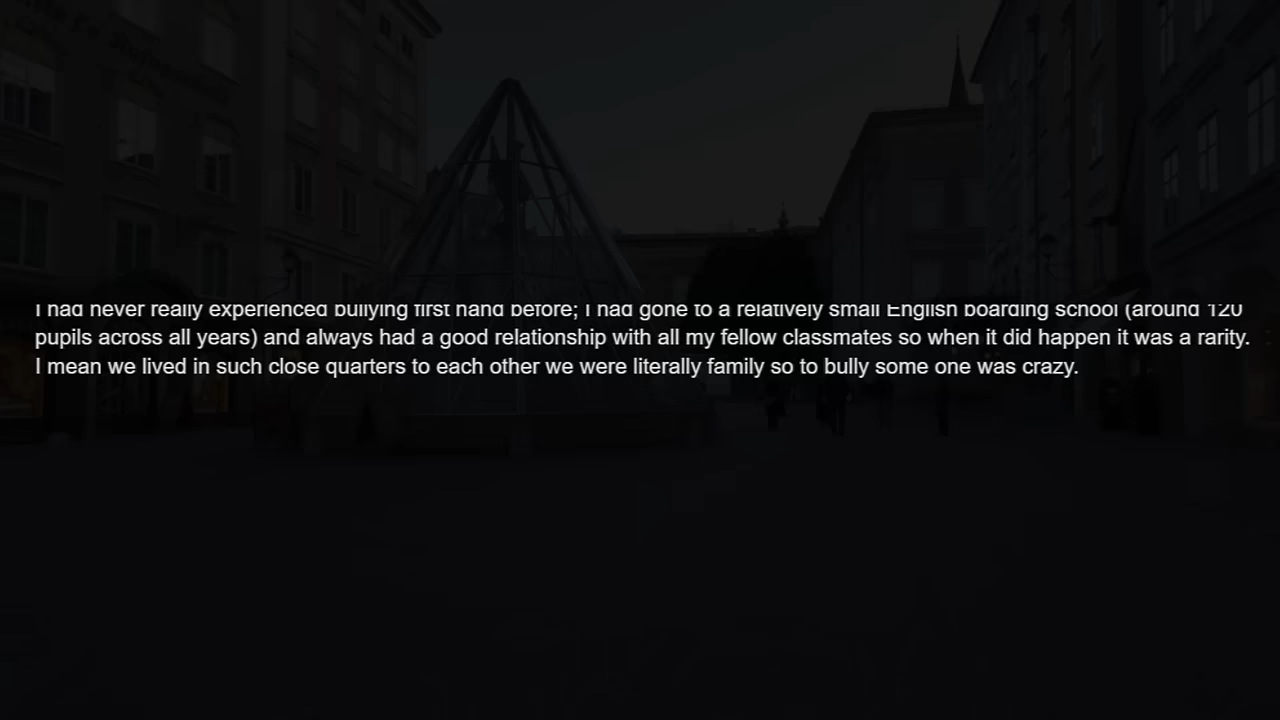 I had never really experienced bullying first hand before; I had gone to a relatively small English boarding school (around 120
pupils across all years) and always had a good relationship with all my fellow classmates so when it did happen it was a rarity.
I mean we lived in such close quarters to each other we were literally family so to bully some one was crazy.